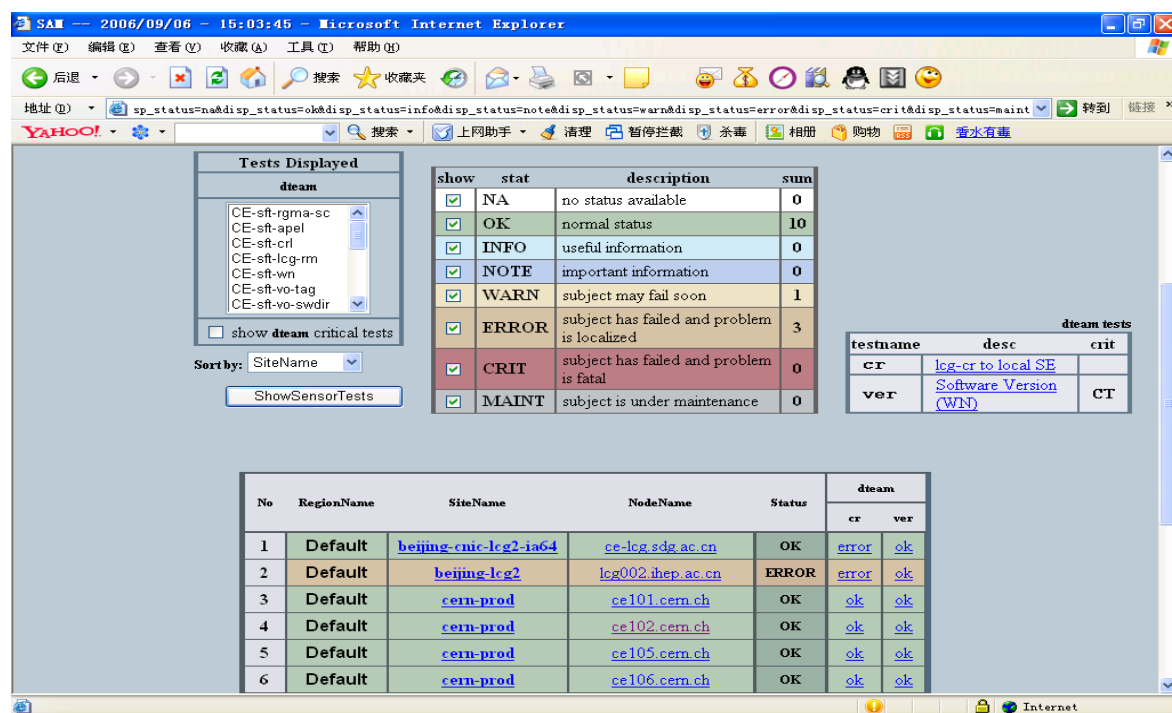 SAM -- 2006/09/06 - 15:03:45 - Microsoft Internet Explorer
文件(F) 编辑(E) 查看(V) 收藏(A) 工具(T) 帮助(H)
后退 搜索 收藏夹
地址(D) sp_status=na&disp_status=ok&disp_status=info&disp_status=note&disp_status=warn&disp_status=error&disp_status=crit&disp_status=maint 转到 链接 »
YAHOO! 搜索 上网助手 清理 暂停拦截 杀毒 相册 购物 RSS 香水有毒
Tests Displayed
dteam
CE-sft-rgma-sc
CE-sft-apel
CE-sft-crl
CE-sft-lcg-rm
CE-sft-wn
CE-sft-vo-tag
CE-sft-vo-swdir
show dteam critical tests
Sort by: SiteName
ShowSensorTests
show stat description sum
NA no status available 0
OK normal status 10
INFO useful information 0
NOTE important information 0
WARN subject may fail soon 1
ERROR subject has failed and problem is localized 3
CRIT subject has failed and problem is fatal 0
MAINT subject is under maintenance 0
dteam tests
testname desc crit
cr lcg-cr to local SE
ver Software Version (WN) CT
No RegionName SiteName NodeName Status dteam
cr ver
1 Default beijing-cnic-lcg2-ia64 ce-lcg.sdg.ac.cn OK error ok
2 Default beijing-lcg2 lcg002.ihep.ac.cn ERROR error ok
3 Default cern-prod ce101.cern.ch OK ok ok
4 Default cern-prod ce102.cern.ch OK ok ok
5 Default cern-prod ce105.cern.ch OK ok ok
6 Default cern-prod ce106.cern.ch OK ok ok
Internet